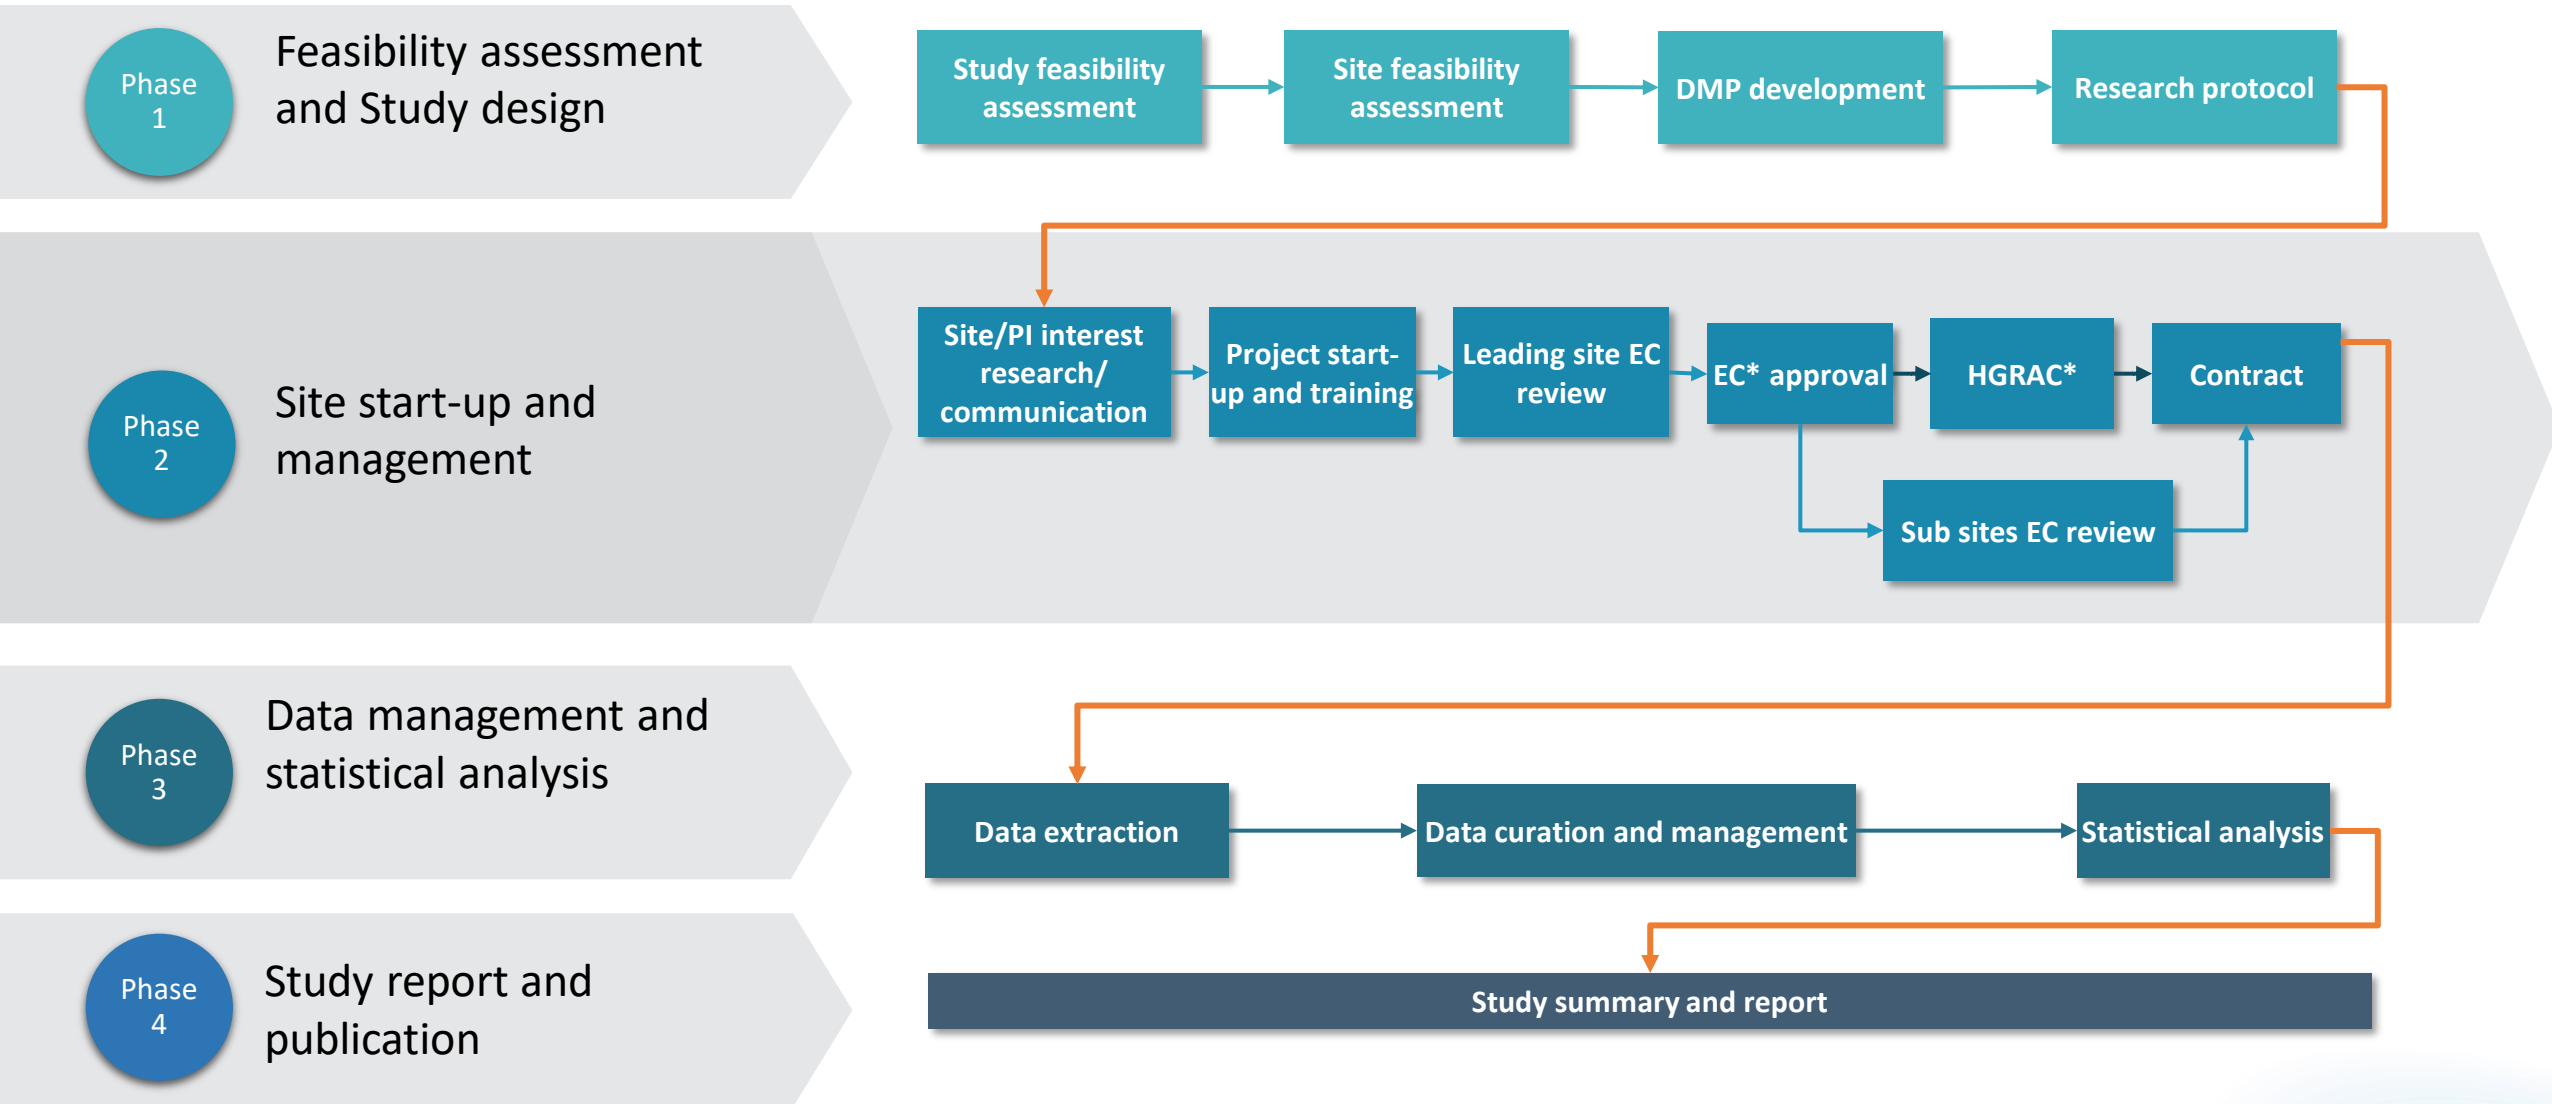 Phase
1
Feasibility assessment
and Study design
Study feasibility
assessment
Site feasibility
assessment
DMP development
Research protocol
Phase
2
Site start-up and
management
Site/PI interest
research/
communication
Project start-
up and training
Leading site EC
review
EC* approval
HGRAC*
Contract
Sub sites EC review
Phase
3
Data management and
statistical analysis
Data extraction
Data curation and management
Statistical analysis
Phase
4
Study report and
publication
Study summary and report